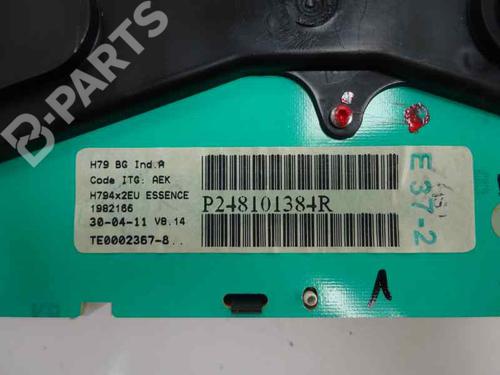 B-PARTS
H79 BG Ind.A
Code ITG: AEK
H794x2EU ESSENCE
1982166
30-04-11 V8.14
TE0002367-8..
P248101384R
E 37-2